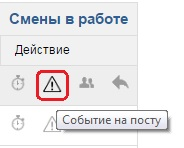 Смены в работе
Действие
Событие на посту